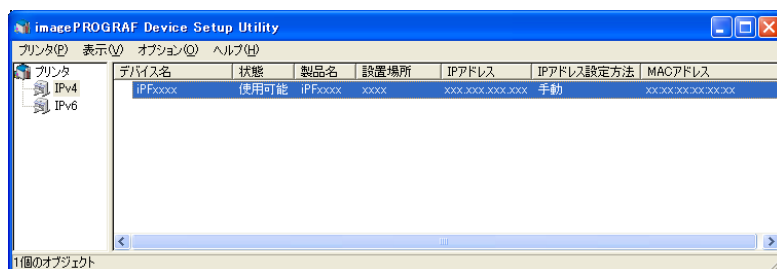 imagePROGRAF Device Setup Utility
プリンタ(P) 表示(V) オプション(O) ヘルプ(H)
プリンタ デバイス名 状態 製品名 設置場所 IPアドレス IPアドレス設定方法 MACアドレス
IPv4 iPFxxxx 使用可能 iPFxxxx xxxx xxx.xxx.xxx.xxx 手動 xx:xx:xx:xx:xx:xx
IPv6
1個のオブジェクト